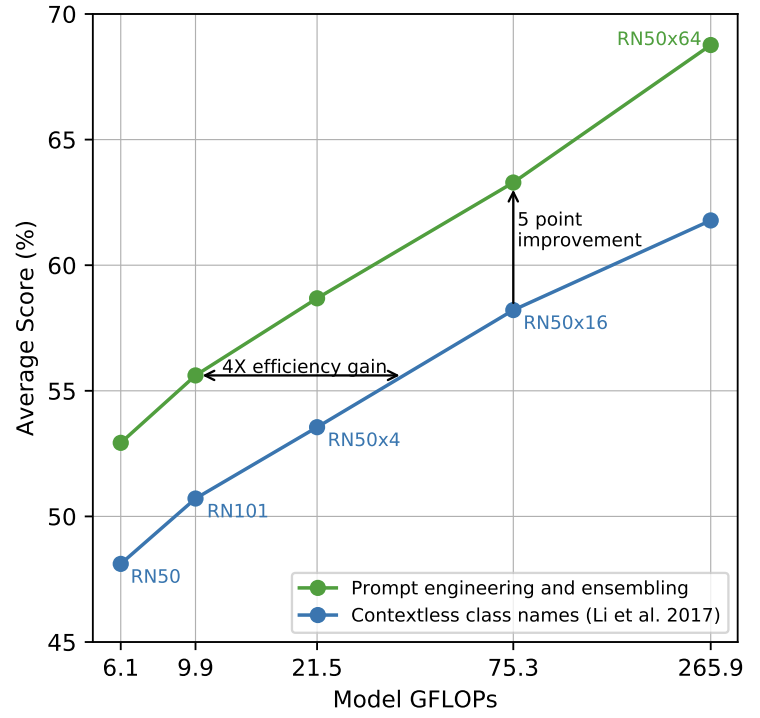 70
65
60
55
50
45
Average Score (%)
RN50x64
5 point
improvement
RN50x16
4X efficiency gain
RN50x4
RN101
RN50
Prompt engineering and ensembling
Contextless class names (Li et al. 2017)
6.1 9.9 21.5 75.3 265.9
Model GFLOPs